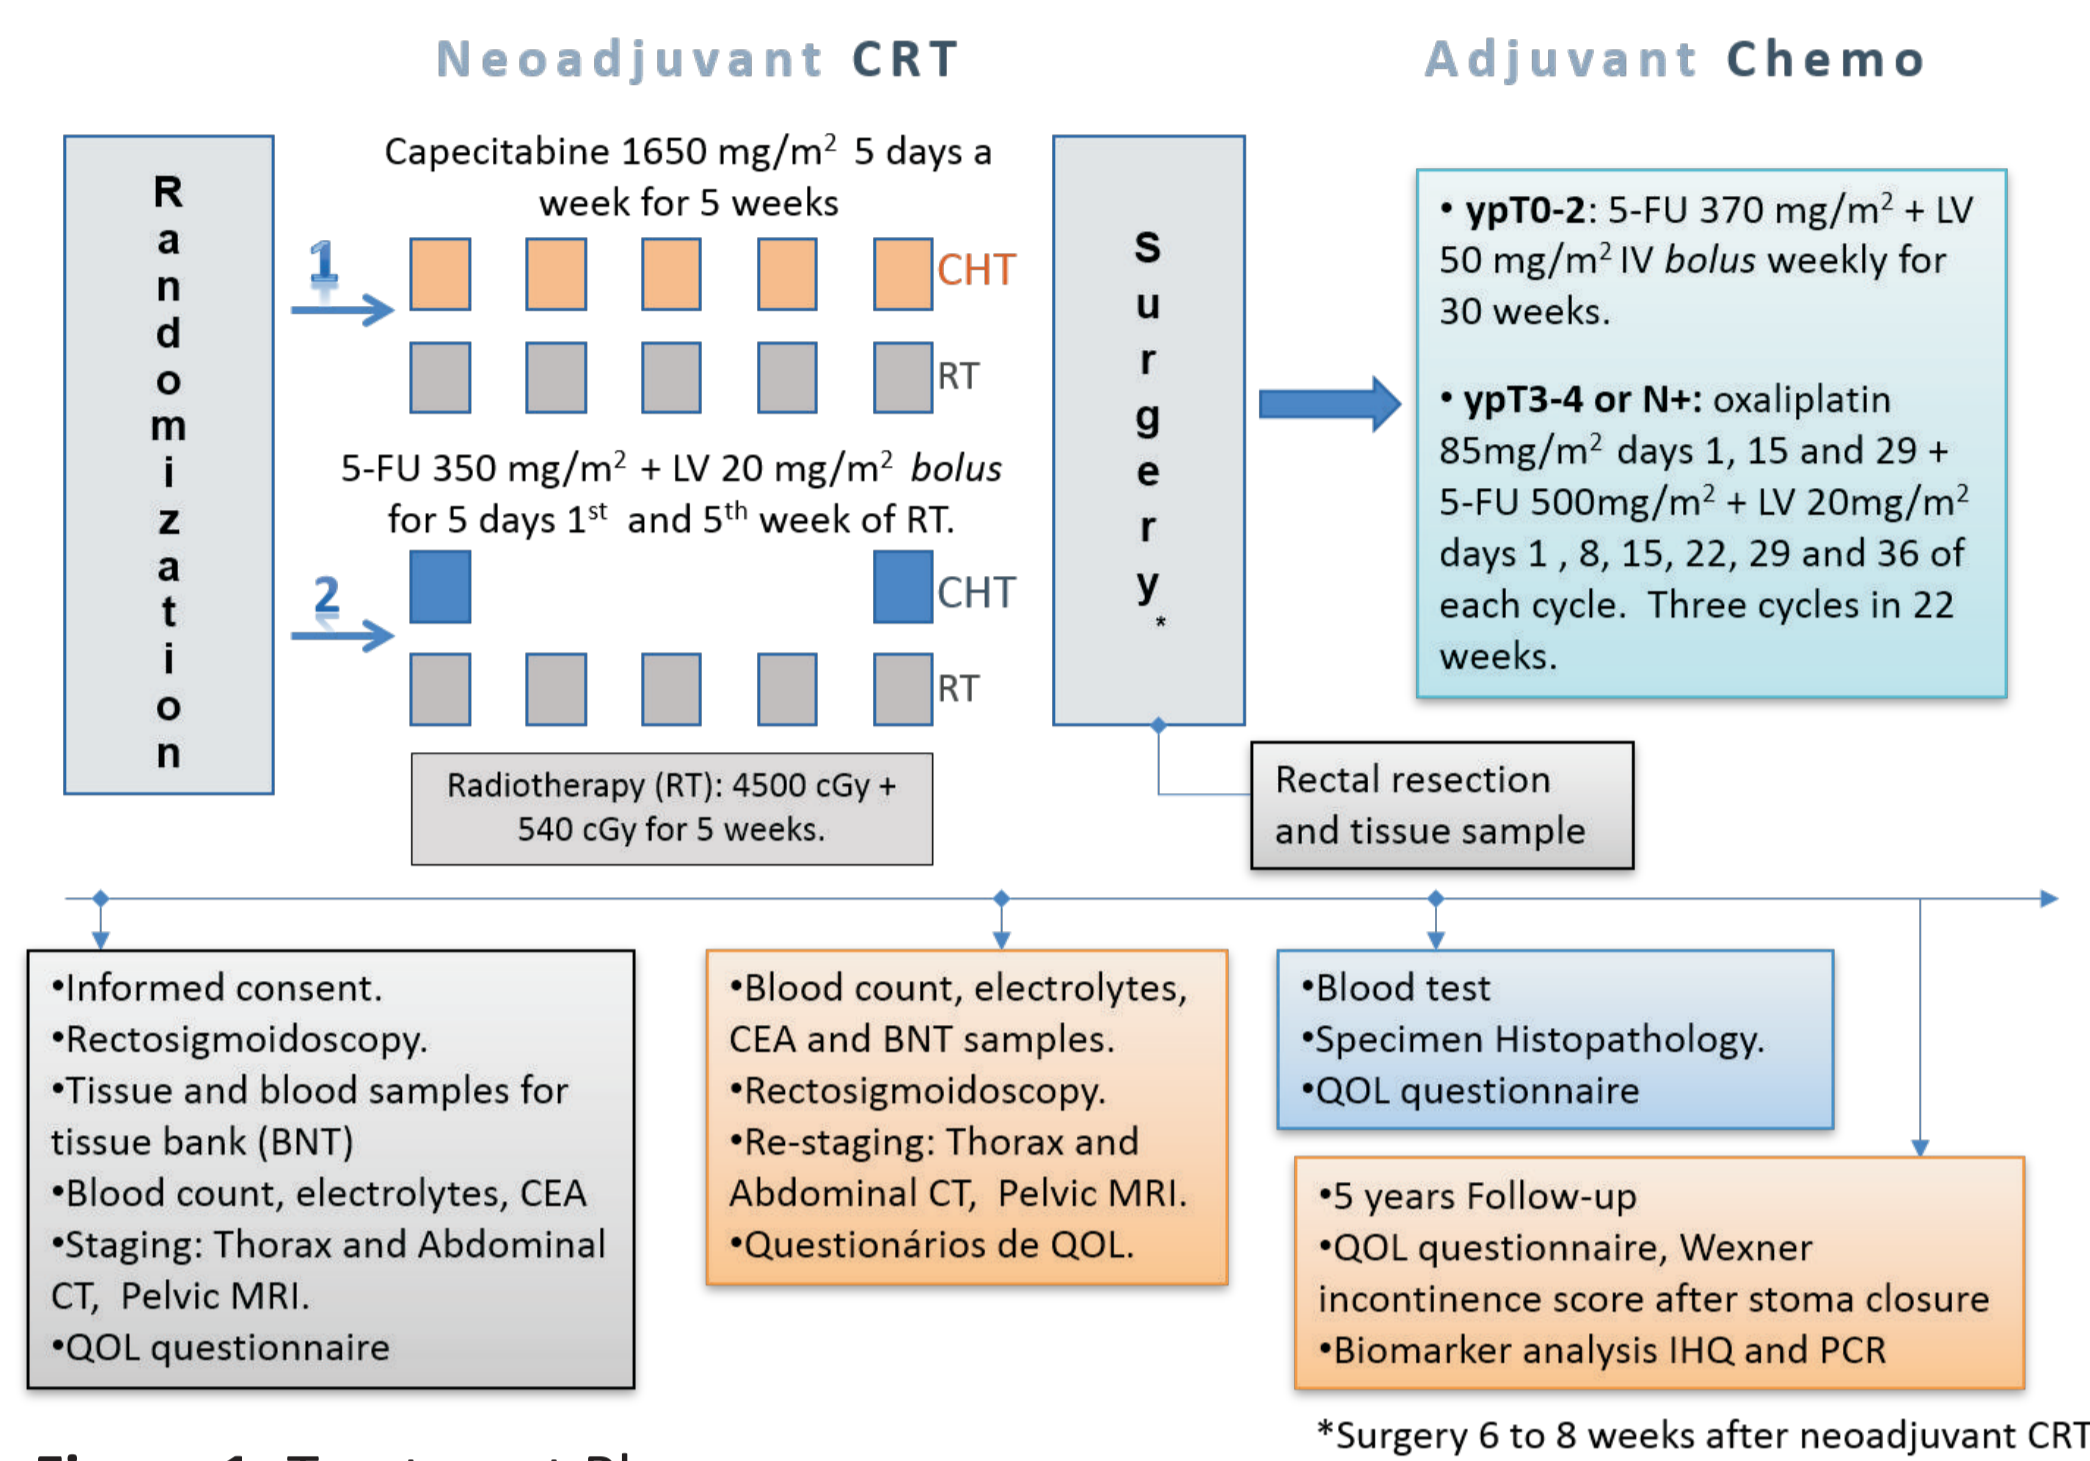 Neoadjuvant CRT
Adjuvant Chemo
Randomization
1
Capecitabine 1650 mg/m² 5 days a
week for 5 weeks
CHT
RT
5-FU 350 mg/m² + LV 20 mg/m² bolus
for 5 days 1st and 5th week of RT.
2
CHT
RT
Radiotherapy (RT): 4500 cGy +
540 cGy for 5 weeks.
Surgery*
• ypT0-2: 5-FU 370 mg/m² + LV
50 mg/m² IV bolus weekly for
30 weeks.
• ypT3-4 or N+: oxaliplatin
85mg/m² days 1, 15 and 29 +
5-FU 500mg/m² + LV 20mg/m²
days 1 , 8, 15, 22, 29 and 36 of
each cycle. Three cycles in 22
weeks.
Rectal resection
and tissue sample
•Informed consent.
•Rectosigmoidoscopy.
•Tissue and blood samples for
tissue bank (BNT)
•Blood count, electrolytes, CEA
•Staging: Thorax and Abdominal
CT, Pelvic MRI.
•QOL questionnaire
•Blood count, electrolytes,
CEA and BNT samples.
•Rectosigmoidoscopy.
•Re-staging: Thorax and
Abdominal CT, Pelvic MRI.
•Questionários de QOL.
•Blood test
•Specimen Histopathology.
•QOL questionnaire
•5 years Follow-up
•QOL questionnaire, Wexner
incontinence score after stoma closure
•Biomarker analysis IHQ and PCR
*Surgery 6 to 8 weeks after neoadjuvant CRT